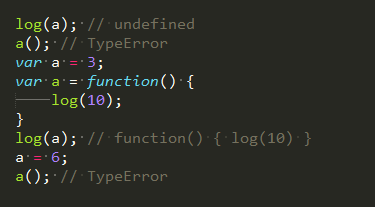 log(a); // undefined
a(); // TypeError
var a = 3;
var a = function() {
log(10);
}
log(a); // function() { log(10) }
a = 6;
a(); // TypeError